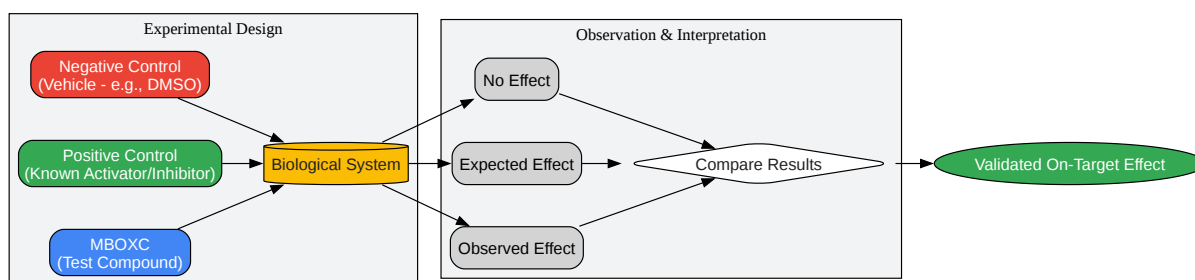 Experimental Design
Negative Control
(Vehicle - e.g., DMSO)
Positive Control
(Known Activator/Inhibitor)
MBOXC
(Test Compound)
Biological System
Observation & Interpretation
No Effect
Expected Effect
Observed Effect
Compare Results
Validated On-Target Effect